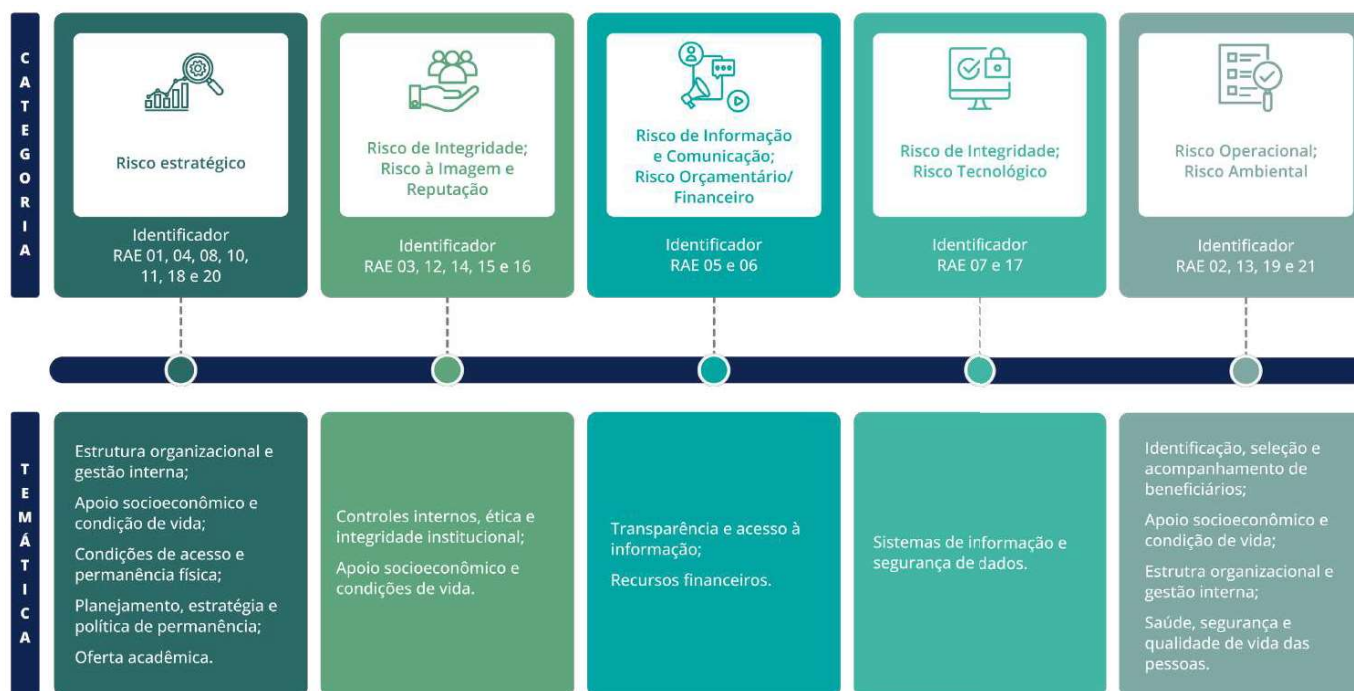 CATEGORIA
Risco estratégico
Identificador
RAE 01, 04, 08, 10,
11, 18 e 20
Risco de Integridade;
Risco à Imagem e
Reputação
Identificador
RAE 03, 12, 14, 15 e 16
Risco de Informação
e Comunicação;
Risco Orçamentário/
Financeiro
Identificador
RAE 05 e 06
Risco de Integridade;
Risco Tecnológico
Identificador
RAE 07 e 17
Risco Operacional;
Risco Ambiental
Identificador
RAE 02, 13, 19 e 21
TEMÁTICA
Estrutura organizacional e
gestão interna;
Apoio socioeconômico e
condição de vida;
Condições de acesso e
permanência física;
Planejamento, estratégia e
política de permanência;
Oferta acadêmica.
Controles internos, ética e
integridade institucional;
Apoio socioeconômico e
condições de vida.
Transparência e acesso à
informação;
Recursos financeiros.
Sistemas de informação e
segurança de dados.
Identificação, seleção e
acompanhamento de
beneficiários;
Apoio socioeconômico e
condição de vida;
Estrutra organizacional e
gestão interna;
Saúde, segurança e
qualidade de vida das
pessoas.